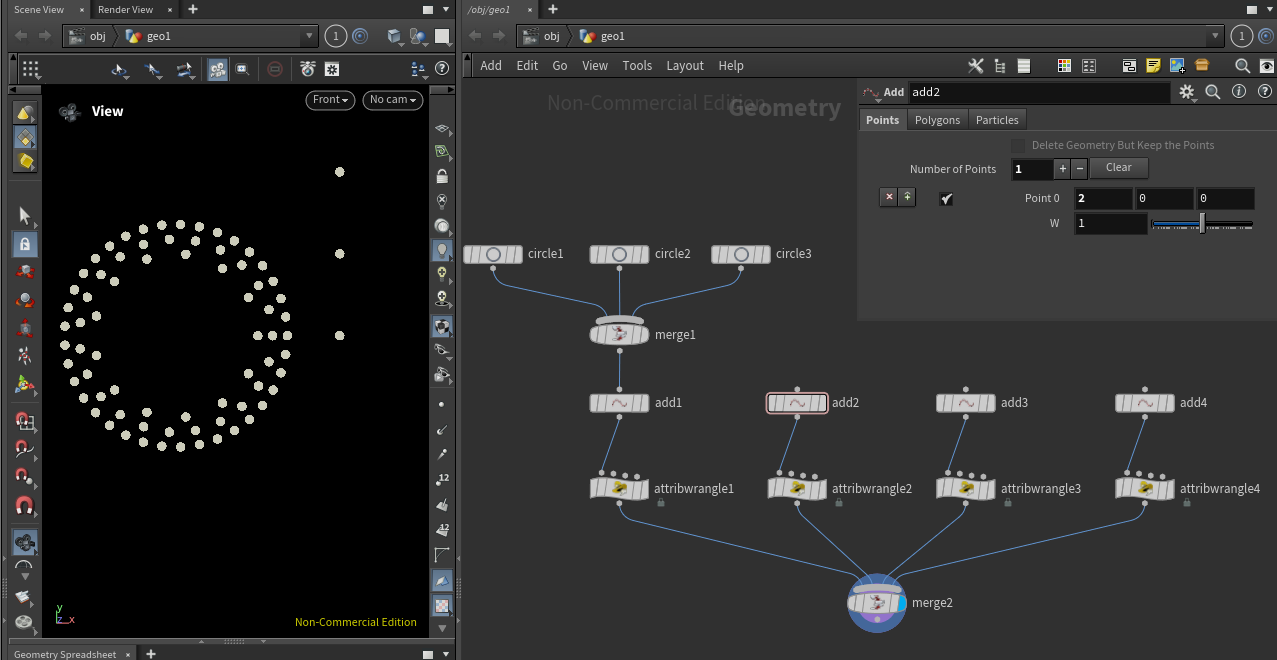 Scene View × Render View × +
/obj/geo1 × +
obj geo1 1
obj geo1 1
Add Edit Go View Tools Layout Help
View
Front No cam
Non-Commercial Edition
Geometry
Add add2
Points Polygons Particles
Delete Geometry But Keep the Points
Number of Points 1 + − Clear
Point 0 2 0 0
W 1
circle1 circle2 circle3
merge1
add1 add2 add3 add4
attribwrangle1 attribwrangle2 attribwrangle3 attribwrangle4
merge2
12
12
y
z x
Non-Commercial Edition
Geometry Spreadsheet × +